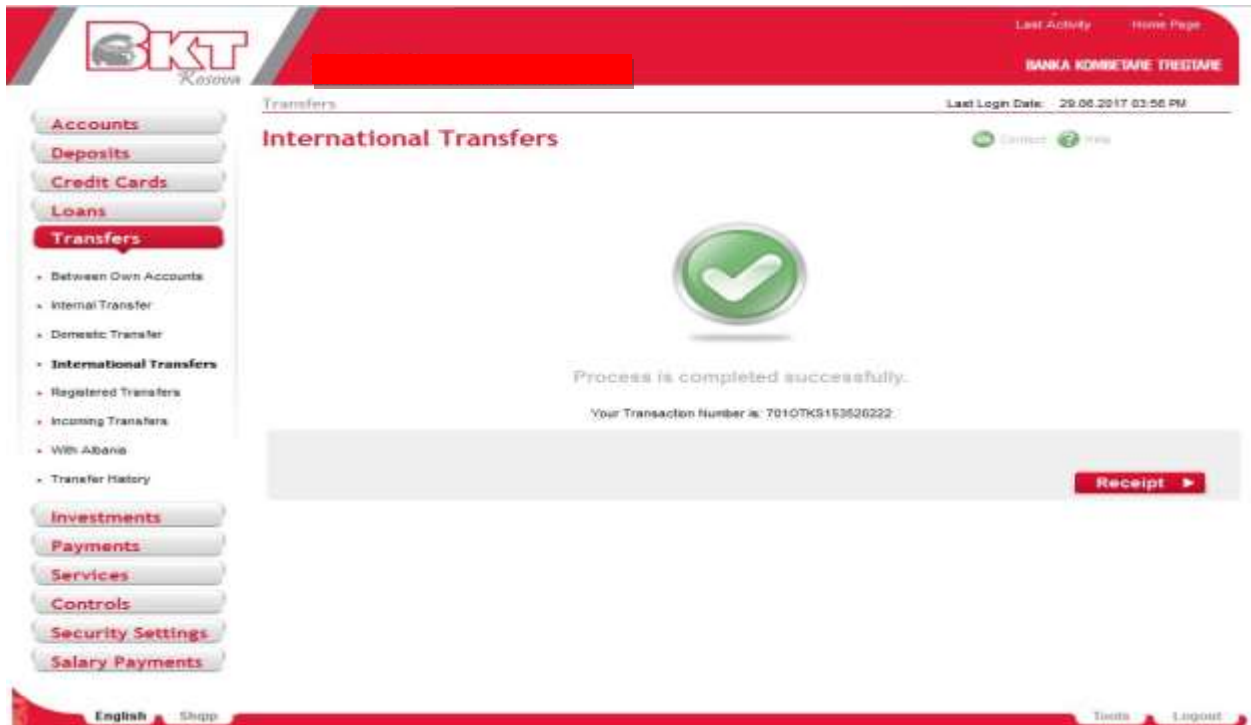 Last Activity Home Page
BKT
Kosova
BANKA KOMBETARE TREGTARE
Transfers
Last Login Date: 29.06.2017 03:56 PM
International Transfers
Contact Help
Accounts
Deposits
Credit Cards
Loans
Transfers
Between Own Accounts
Internal Transfer
Domestic Transfer
International Transfers
Registered Transfers
Incoming Transfers
With Albania
Transfer History
Process is completed successfully.
Your Transaction Number is: 701OTKS153526222
Receipt
Investments
Payments
Services
Controls
Security Settings
Salary Payments
English Shqip
Tools Logout